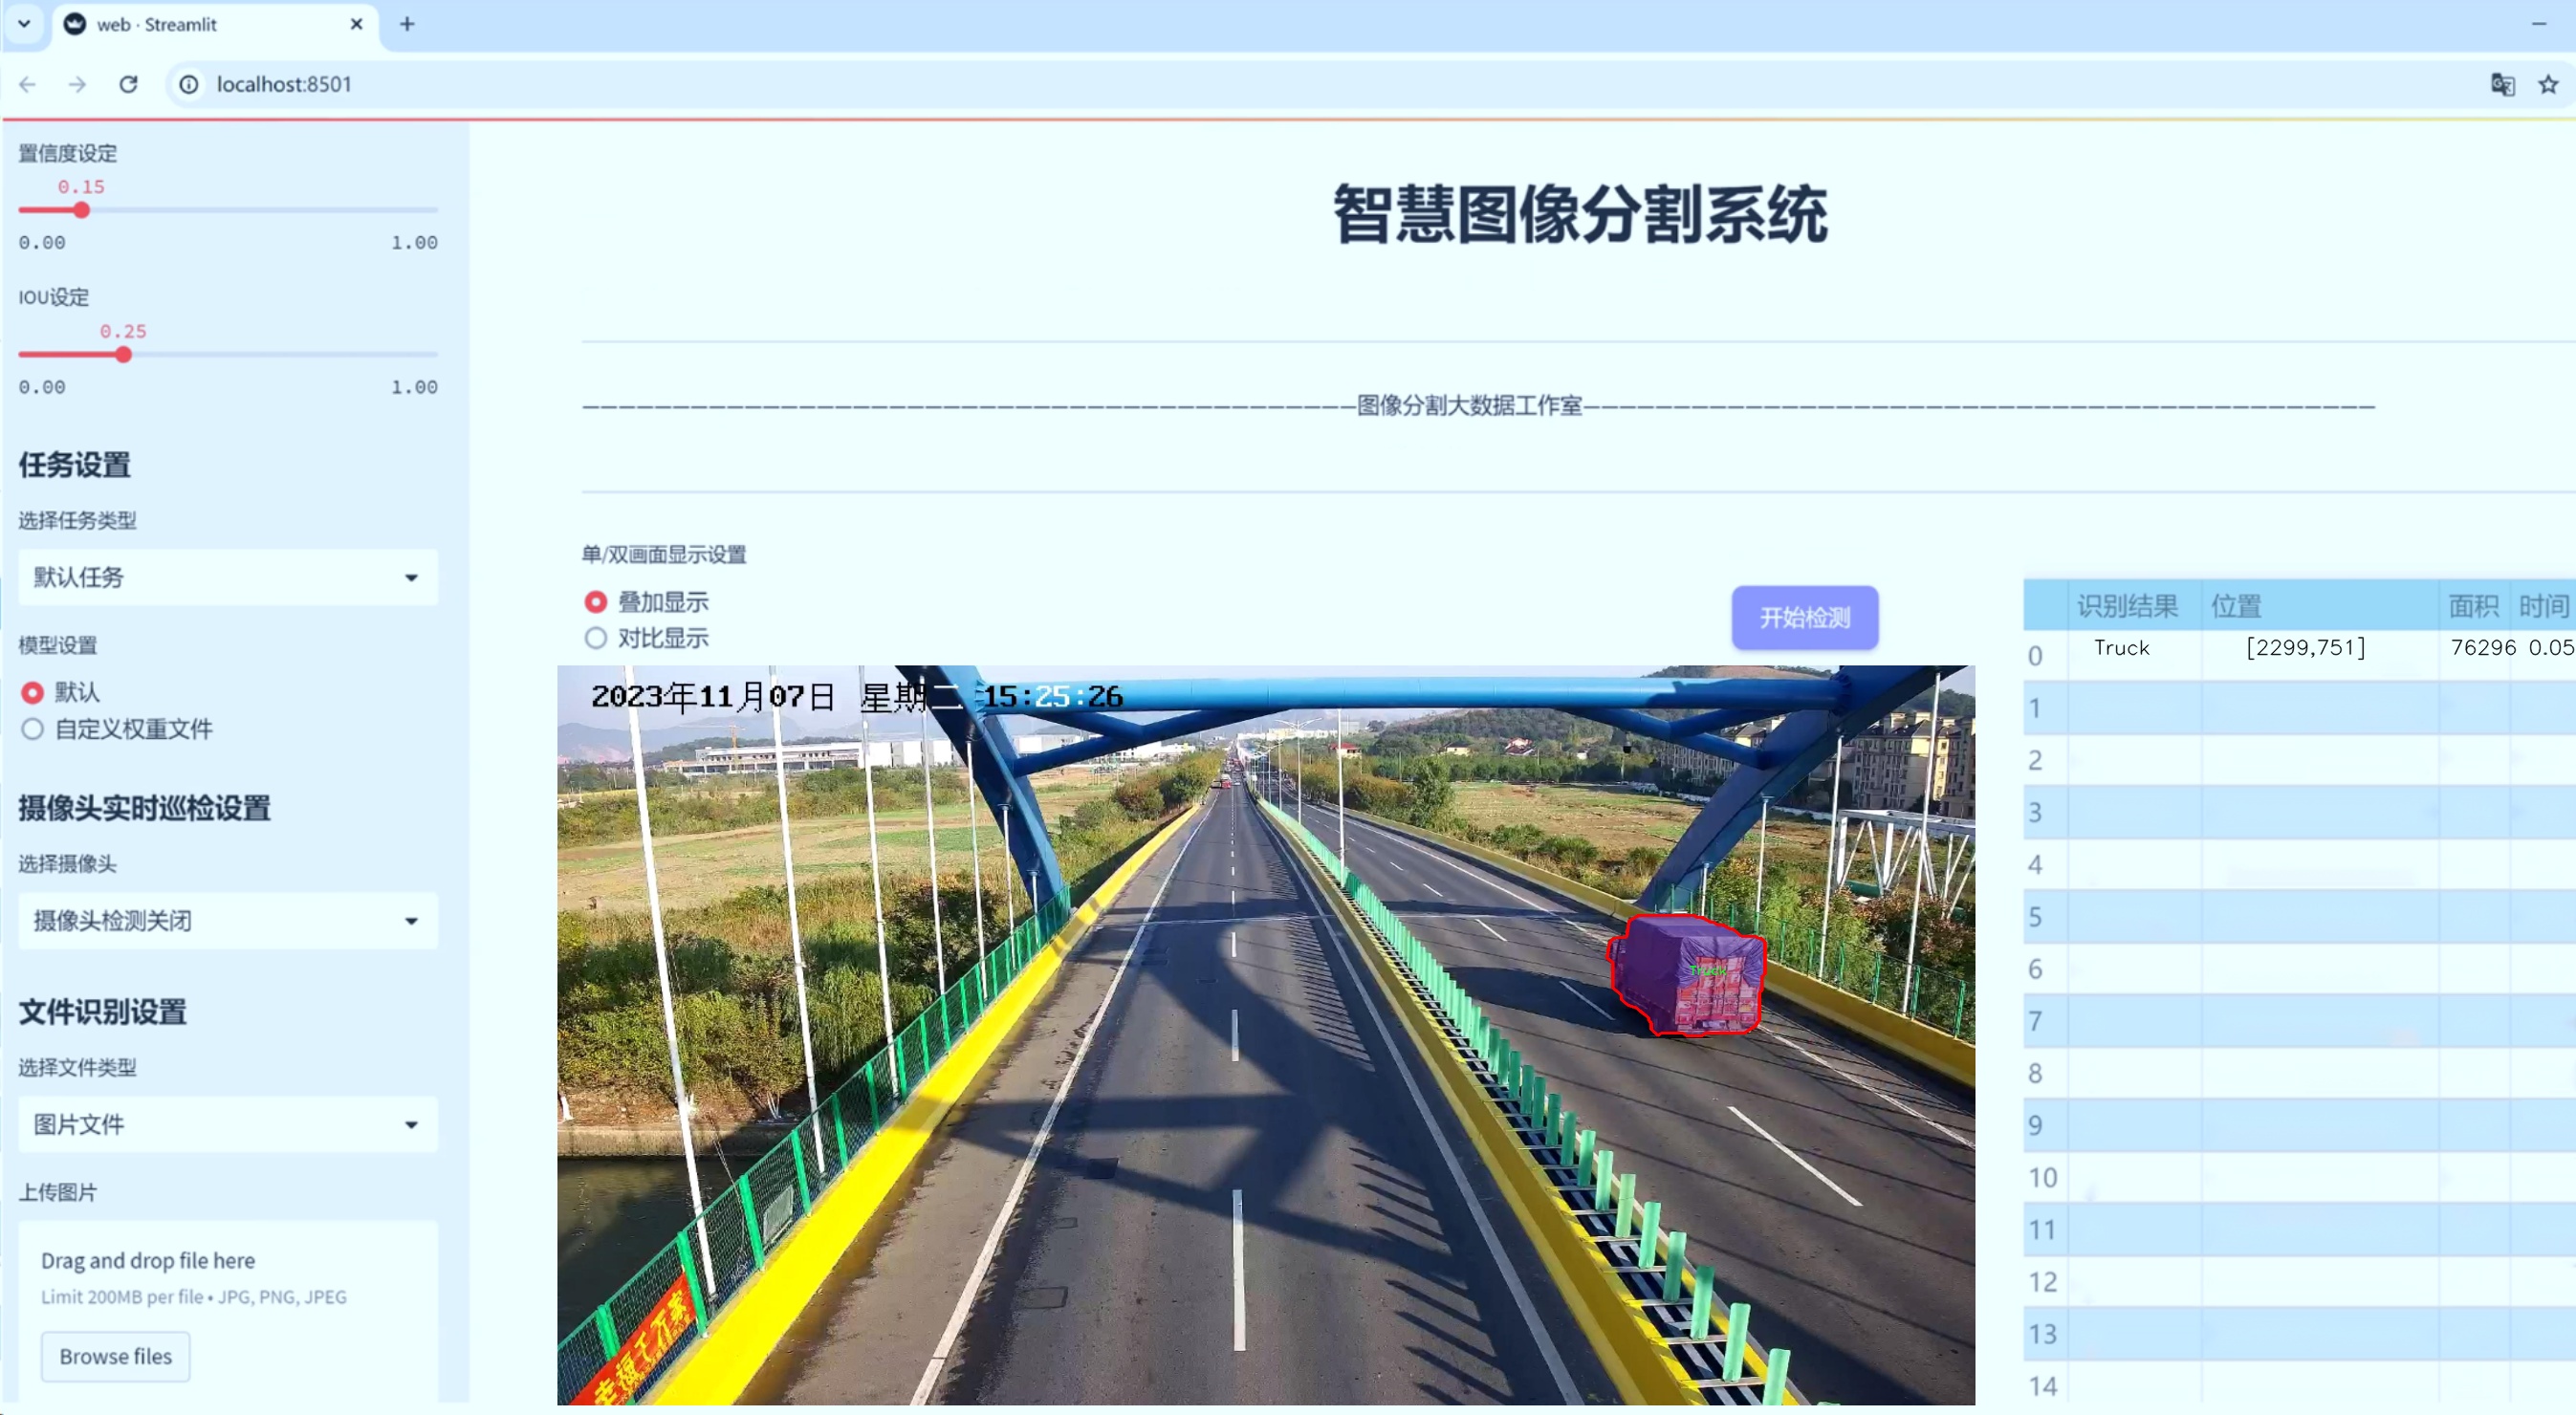 web · Streamlit
localhost:8501
置信度设定
0.15
0.00 1.00
IOU设定
0.25
0.00 1.00
任务设置
选择任务类型
默认任务
模型设置
默认
自定义权重文件
摄像头实时巡检设置
选择摄像头
摄像头检测关闭
文件识别设置
选择文件类型
图片文件
上传图片
Drag and drop file here
Limit 200MB per file • JPG, PNG, JPEG
Browse files
智慧图像分割系统
图像分割大数据工作室
单/双画面显示设置
叠加显示
对比显示
开始检测
2023年11月07日 星期二 15:25:26
Truck
幸福千万家
识别结果 位置 面积 时间
0 Truck [2299,751] 76296 0.05
1
2
3
4
5
6
7
8
9
10
11
12
13
14